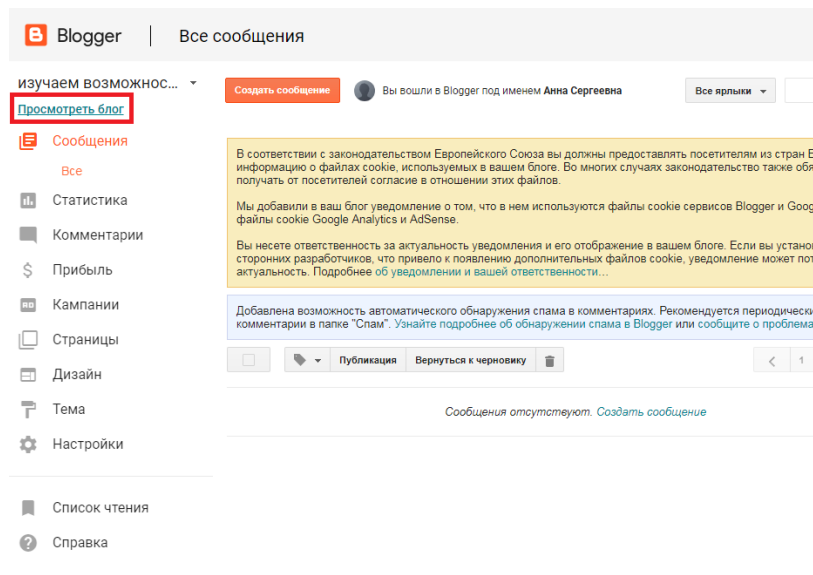 Blogger
Все сообщения
изучаем возможнос...
Просмотреть блог
Сообщения
Все
Статистика
Комментарии
Прибыль
Кампании
Страницы
Дизайн
Тема
Настройки
Список чтения
Справка
Создать сообщение
Вы вошли в Blogger под именем Анна Сергеевна
Все ярлыки
В соответствии с законодательством Европейского Союза вы должны предоставлять посетителям из стран Е
информацию о файлах cookie, используемых в вашем блоге. Во многих случаях законодательство также обя
получать от посетителей согласие в отношении этих файлов.
Мы добавили в ваш блог уведомление о том, что в нем используются файлы cookie сервисов Blogger и Goog
файлы cookie Google Analytics и AdSense.
Вы несете ответственность за актуальность уведомления и его отображение в вашем блоге. Если вы устано
сторонних разработчиков, что привело к появлению дополнительных файлов cookie, уведомление может пот
актуальность. Подробнее об уведомлении и вашей ответственности…
Добавлена возможность автоматического обнаружения спама в комментариях. Рекомендуется периодически
комментарии в папке "Спам". Узнайте подробнее об обнаружении спама в Blogger или сообщите о проблема
Публикация
Вернуться к черновику
1
Сообщения отсутствуют. Создать сообщение